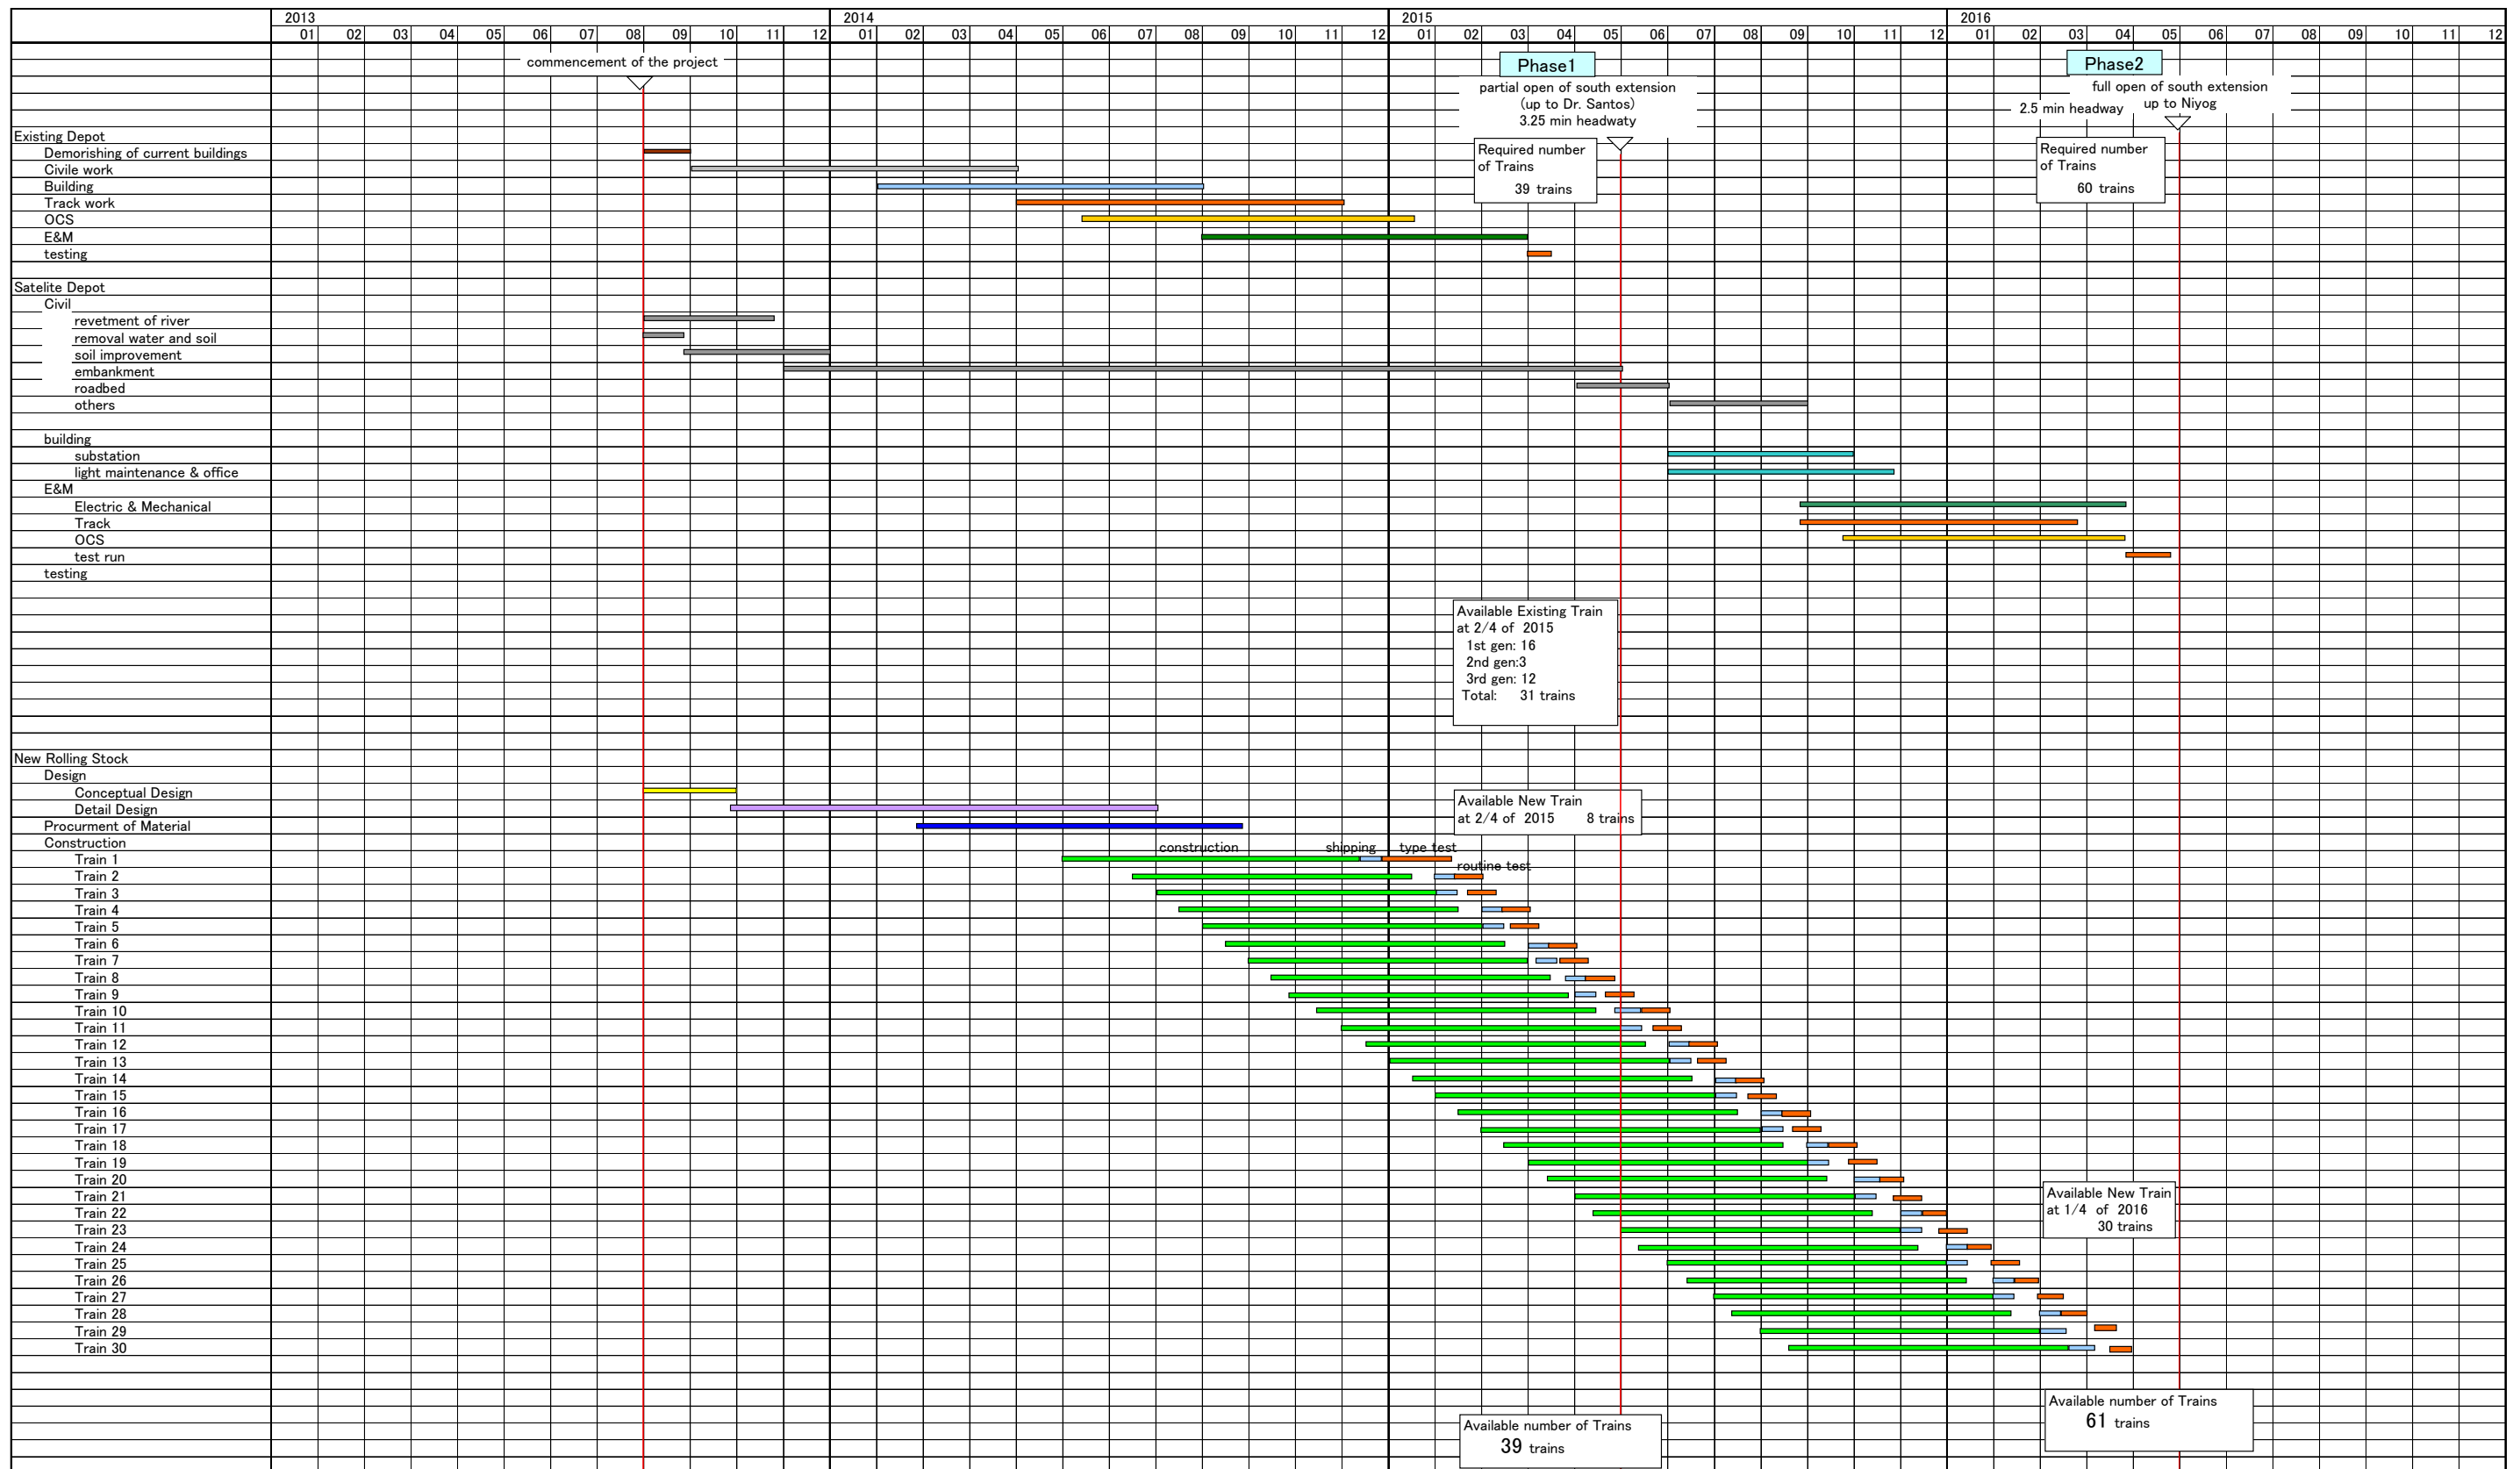 2013 2014 2015 2016
01 02 03 04 05 06 07 08 09 10 11 12 01 02 03 04 05 06 07 08 09 10 11 12 01 02 03 04 05 06 07 08 09 10 11 12 01 02 03 04 05 06 07 08 09 10 11 12
commencement of the project
Phase1
partial open of south extension
(up to Dr. Santos)
3.25 min headwaty
Phase2
full open of south extension
2.5 min headway up to Niyog
Required number
of Trains
39 trains
Required number
of Trains
60 trains
Existing Depot
Demorishing of current buildings
Civile work
Building
Track work
OCS
E&M
testing
Satelite Depot
Civil
revetment of river
removal water and soil
soil improvement
embankment
roadbed
others
building
substation
light maintenance & office
E&M
Electric & Mechanical
Track
OCS
test run
testing
Available Existing Train
at 2/4 of 2015
1st gen: 16
2nd gen:3
3rd gen: 12
Total: 31 trains
New Rolling Stock
Design
Conceptual Design
Detail Design
Procurment of Material
Construction
Available New Train
at 2/4 of 2015 8 trains
construction shipping type test
routine test
Train 1
Train 2
Train 3
Train 4
Train 5
Train 6
Train 7
Train 8
Train 9
Train 10
Train 11
Train 12
Train 13
Train 14
Train 15
Train 16
Train 17
Train 18
Train 19
Train 20
Train 21
Train 22
Train 23
Train 24
Train 25
Train 26
Train 27
Train 28
Train 29
Train 30
Available New Train
at 1/4 of 2016
30 trains
Available number of Trains
39 trains
Available number of Trains
61 trains